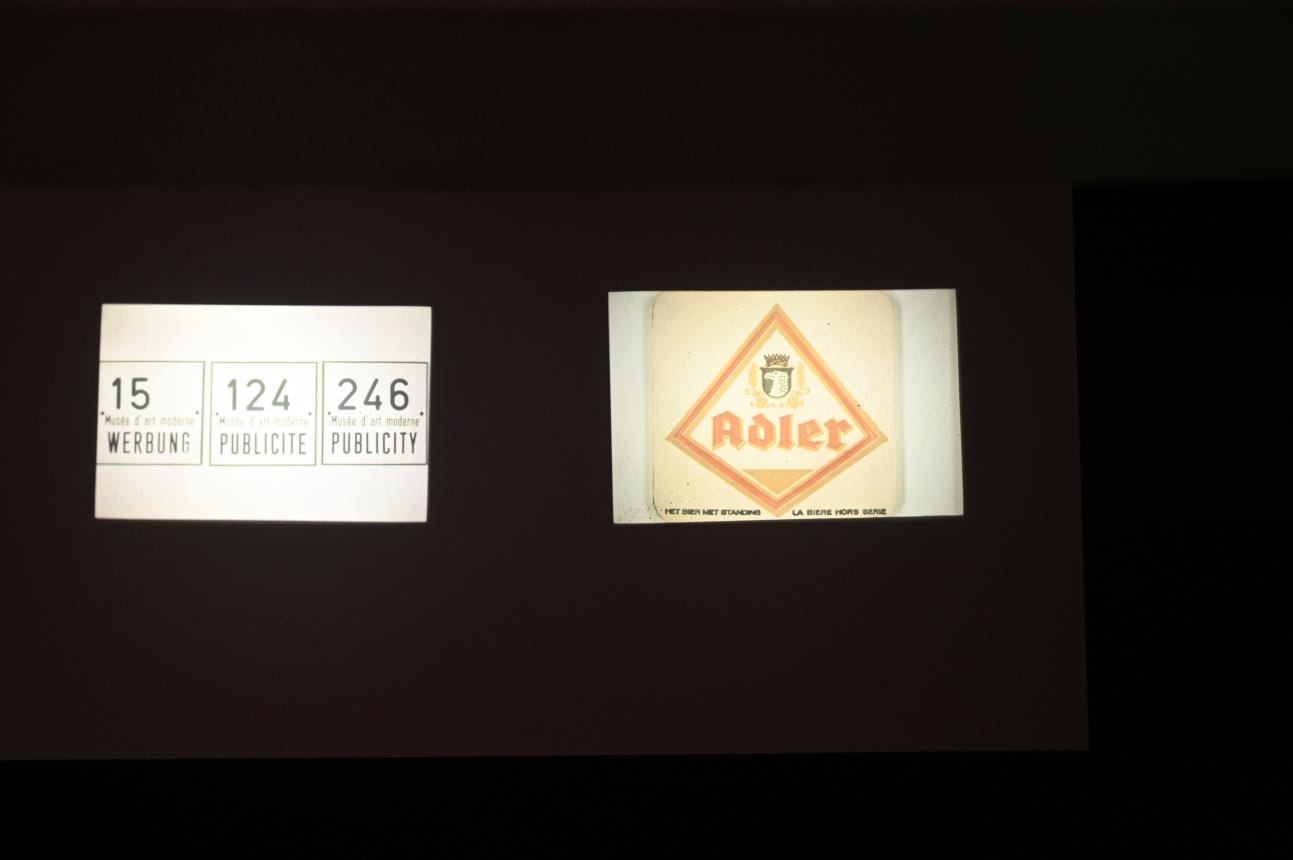 15
Musée d'art moderne
WERBUNG
124
Musée d'art moderne
PUBLICITE
246
Musée d'art moderne
PUBLICITY
Adler
HET BIER MET STANDING
LA BIERE HORS SERIE